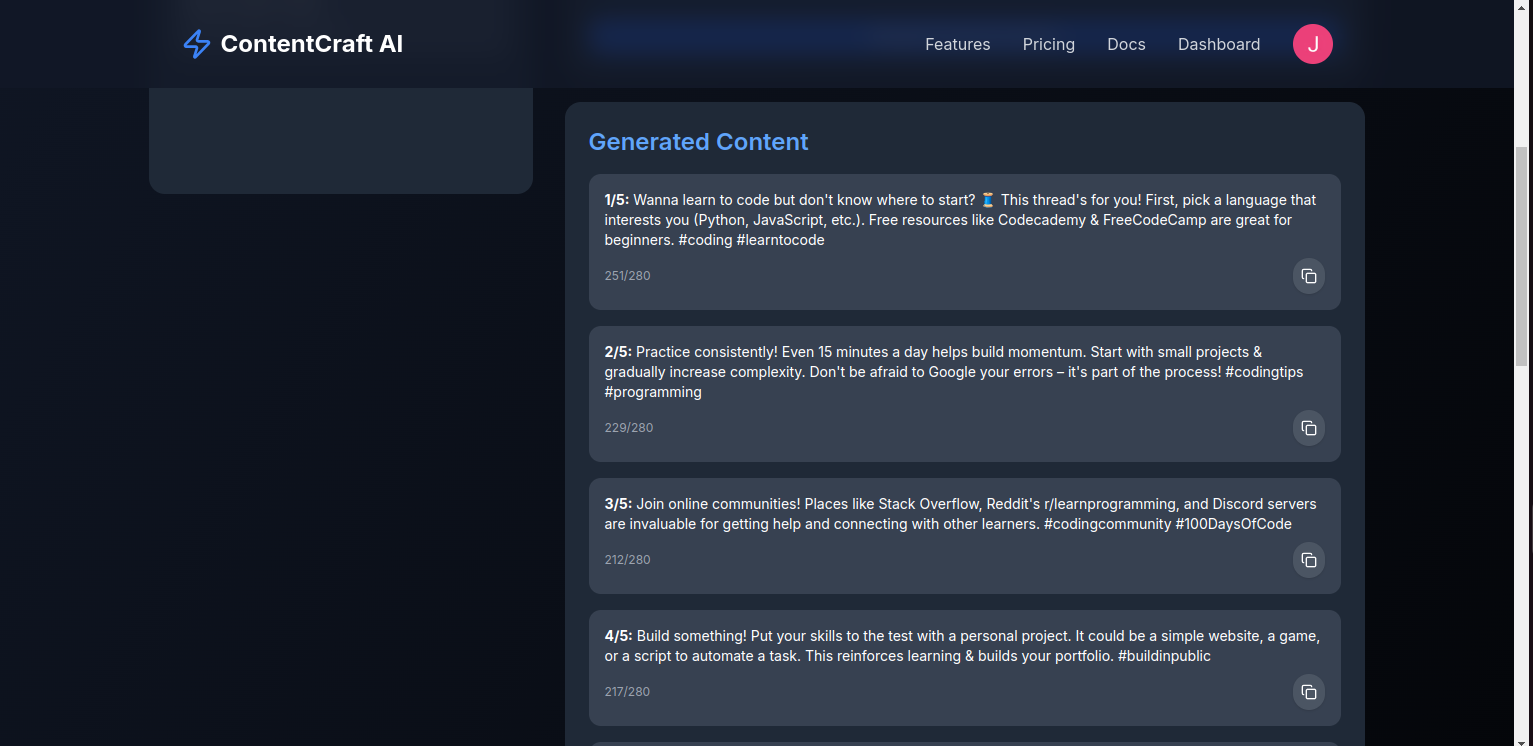 ContentCraft AI
Features
Pricing
Docs
Dashboard
J
Generated Content
1/5: Wanna learn to code but don't know where to start? 🧵 This thread's for you! First, pick a language that
interests you (Python, JavaScript, etc.). Free resources like Codecademy & FreeCodeCamp are great for
beginners. #coding #learntocode
251/280
2/5: Practice consistently! Even 15 minutes a day helps build momentum. Start with small projects &
gradually increase complexity. Don't be afraid to Google your errors – it's part of the process! #codingtips
#programming
229/280
3/5: Join online communities! Places like Stack Overflow, Reddit's r/learnprogramming, and Discord servers
are invaluable for getting help and connecting with other learners. #codingcommunity #100DaysOfCode
212/280
4/5: Build something! Put your skills to the test with a personal project. It could be a simple website, a game,
or a script to automate a task. This reinforces learning & builds your portfolio. #buildinpublic
217/280